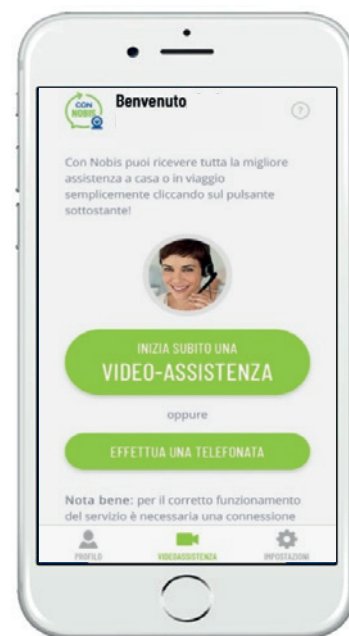 CON
NOBIS
Benvenuto
?
Con Nobis puoi ricevere tutta la migliore
assistenza a casa o in viaggio
semplicemente cliccando sul pulsante
sottostante!
INIZIA SUBITO UNA
VIDEO-ASSISTENZA
oppure
EFFETTUA UNA TELEFONATA
Nota bene: per il corretto funzionamento
del servizio è necessaria una connessione
PROFILO VIDEOASSISTENZA IMPOSTAZIONI